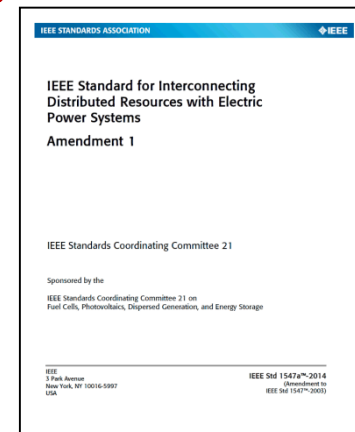 IEEE STANDARDS ASSOCIATION
IEEE
IEEE Standard for Interconnecting
Distributed Resources with Electric
Power Systems
Amendment 1
IEEE Standards Coordinating Committee 21
Sponsored by the
IEEE Standards Coordinating Committee 21 on
Fuel Cells, Photovoltaics, Dispersed Generation, and Energy Storage
IEEE
3 Park Avenue
New York, NY 10016-5997
USA
IEEE Std 1547a™-2014
(Amendment to
IEEE Std 1547™-2003)